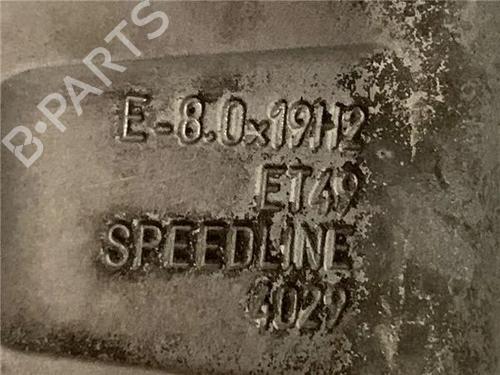 B-PARTS
E-8.0x19H2
ET49
SPEEDLINE
4029